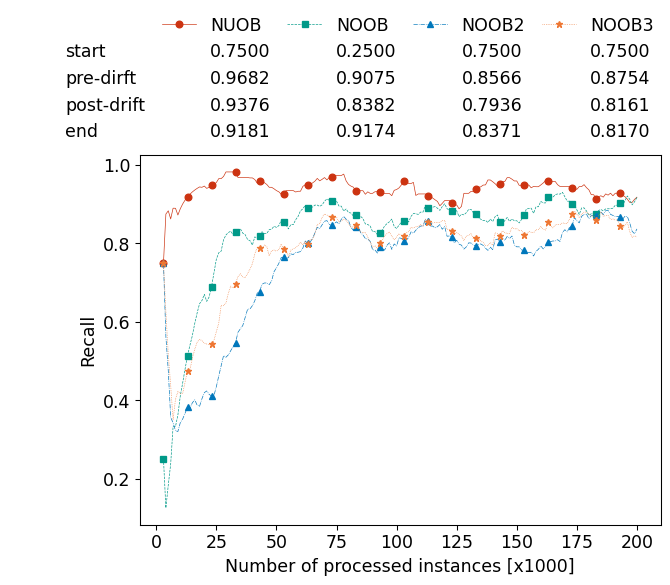 NUOB NOOB NOOB2 NOOB3
start 0.7500 0.2500 0.7500 0.7500
pre-dirft 0.9682 0.9075 0.8566 0.8754
post-drift 0.9376 0.8382 0.7936 0.8161
end 0.9181 0.9174 0.8371 0.8170
1.0
0.8
0.6
0.4
0.2
Recall
0 25 50 75 100 125 150 175 200
Number of processed instances [x1000]